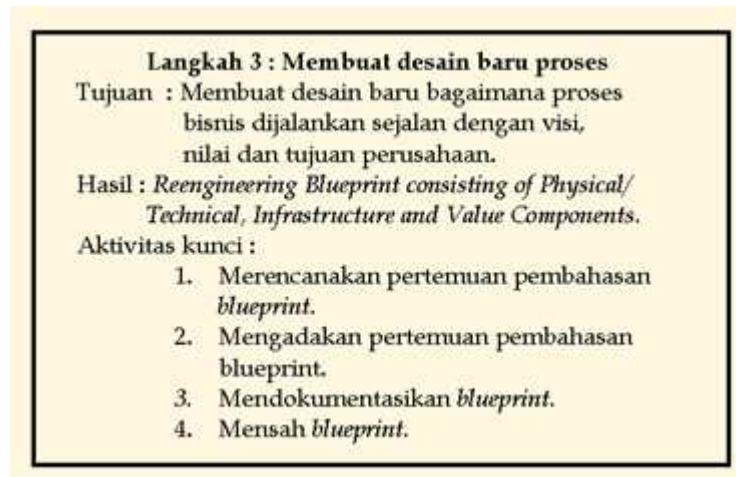 Langkah 3 : Membuat desain baru proses
Tujuan : Membuat desain baru bagaimana proses
bisnis dijalankan sejalan dengan visi,
nilai dan tujuan perusahaan.
Hasil : Reengineering Blueprint consisting of Physical/
Technical, Infrastructure and Value Components.
Aktivitas kunci :
1. Merencanakan pertemuan pembahasan
blueprint.
2. Mengadakan pertemuan pembahasan
blueprint.
3. Mendokumentasikan blueprint.
4. Mensah blueprint.